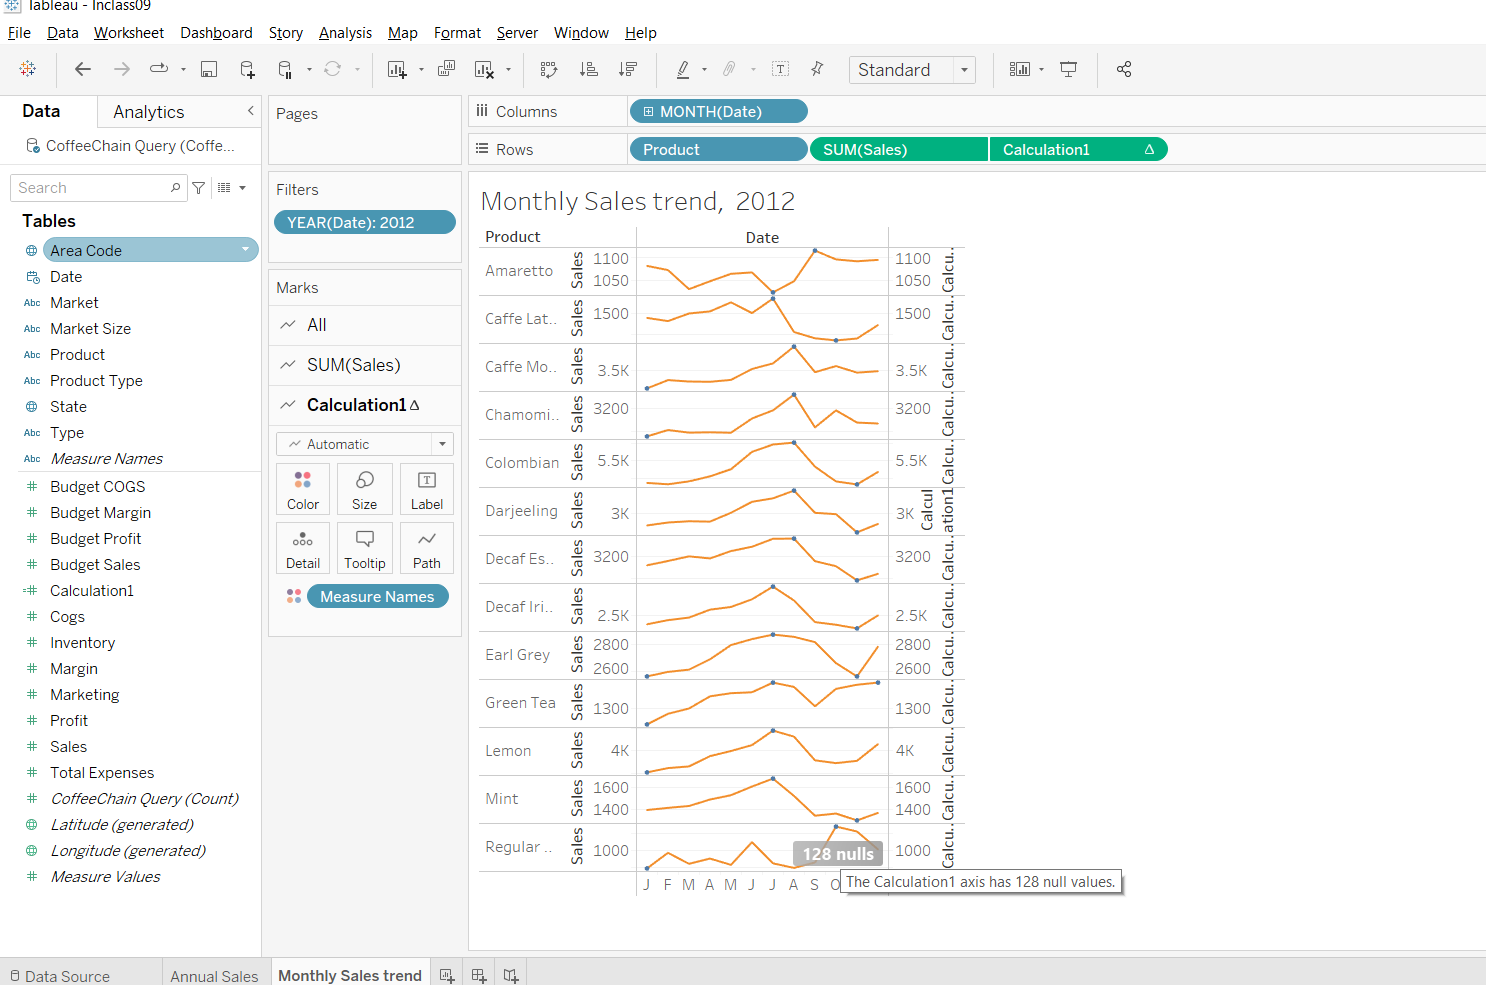 Tableau - Inclass09
File Data Worksheet Dashboard Story Analysis Map Format Server Window Help
Standard
Data Analytics
CoffeeChain Query (Coffe...
Search
Tables
Area Code
Date
Abc Market
Abc Market Size
Abc Product
Abc Product Type
State
Abc Type
Abc Measure Names
# Budget COGS
# Budget Margin
# Budget Profit
# Budget Sales
=# Calculation1
# Cogs
# Inventory
# Margin
# Marketing
# Profit
# Sales
# Total Expenses
# CoffeeChain Query (Count)
Latitude (generated)
Longitude (generated)
# Measure Values
Pages
Filters
YEAR(Date): 2012
Marks
All
SUM(Sales)
Calculation1 Δ
Automatic
Color Size Label
Detail Tooltip Path
Measure Names
Columns MONTH(Date)
Rows Product SUM(Sales) Calculation1 Δ
Monthly Sales trend, 2012
Product Date
Amaretto Sales 1100 1050 1100 1050 Calcu..
Caffe Lat.. Sales 1500 1500 Calcu..
Caffe Mo.. Sales 3.5K 3.5K Calcu..
Chamomi.. Sales 3200 3200 Calcu..
Colombian Sales 5.5K 5.5K Calcu..
Darjeeling Sales 3K 3K Calcul ation1
Decaf Es.. Sales 3200 3200 Calcu..
Decaf Iri.. Sales 2.5K 2.5K Calcu..
Earl Grey Sales 2800 2600 2800 2600 Calcu..
Green Tea Sales 1300 1300 Calcu..
Lemon Sales 4K 4K Calcu..
Mint Sales 1600 1400 1600 1400 Calcu..
Regular .. Sales 1000 1000 Calcu..
128 nulls
J F M A M J J A S O
The Calculation1 axis has 128 null values.
Data Source Annual Sales Monthly Sales trend